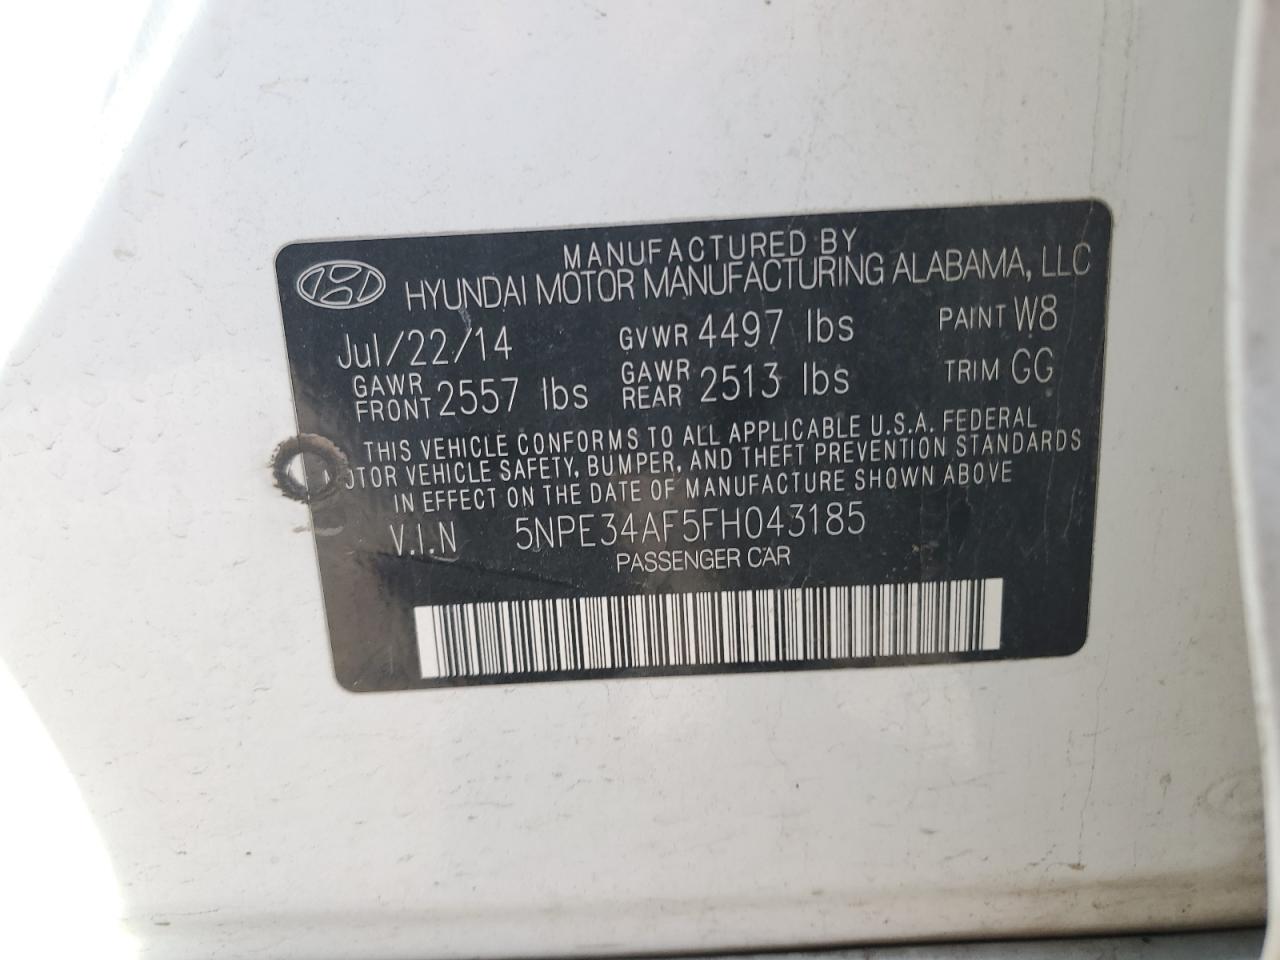 MANUFACTURED BY
HYUNDAI MOTOR MANUFACTURING ALABAMA, LLC
Jul/22/14 GVWR 4497 lbs PAINT W8
GAWR FRONT 2557 lbs GAWR REAR 2513 lbs TRIM GG
THIS VEHICLE CONFORMS TO ALL APPLICABLE U.S.A. FEDERAL
OTOR VEHICLE SAFETY, BUMPER, AND THEFT PREVENTION STANDARDS
IN EFFECT ON THE DATE OF MANUFACTURE SHOWN ABOVE
V.I.N 5NPE34AF5FH043185
PASSENGER CAR